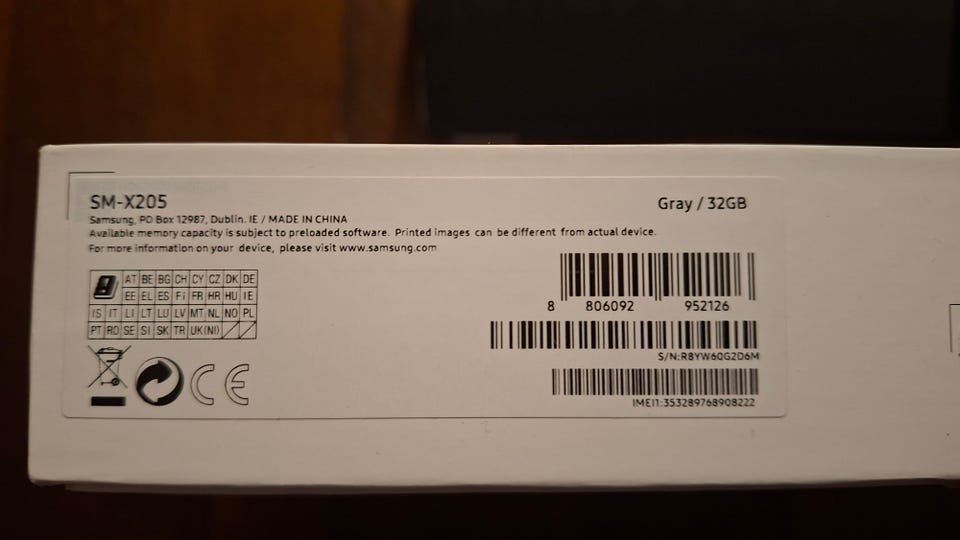 SM-X205
Gray / 32GB
Samsung, PO Box 12987, Dublin. IE / MADE IN CHINA
Available memory capacity is subject to preloaded software. Printed images can be different from actual device.
For more information on your device, please visit www.samsung.com
AT BE BG CH CY CZ DK DE
EE EL ES Fi FR HR HU IE
IS IT LI LT LU LV MT NL NO PL
PT RO SE SI SK TR UK(NI)
8 806092 952126
S/N:R8YW60G2D6M
IMEI1:353289768908222
CE